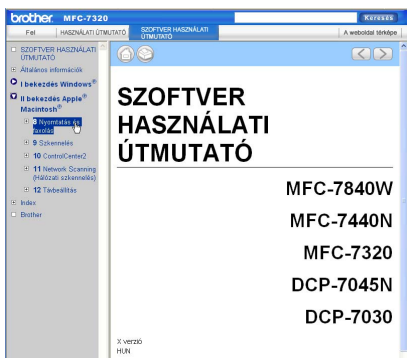 brother. MFC-7320
Keresés
Fel HASZNÁLATI ÚTMUTATÓ SZOFTVER HASZNÁLATI ÚTMUTATÓ A weboldal térképe
SZOFTVER HASZNÁLATI
ÚTMUTATÓ
Általános információk
I bekezdés Windows®
II bekezdés Apple®
Macintosh®
8 Nyomtatás és
faxolás
9 Szkennelés
10 ControlCenter2
11 Network Scanning
(Hálózati szkennelés)
12 Távbeállítás
Index
Brother
SZOFTVER
HASZNÁLATI
ÚTMUTATÓ
MFC-7840W
MFC-7440N
MFC-7320
DCP-7045N
DCP-7030
X verzió
HUN